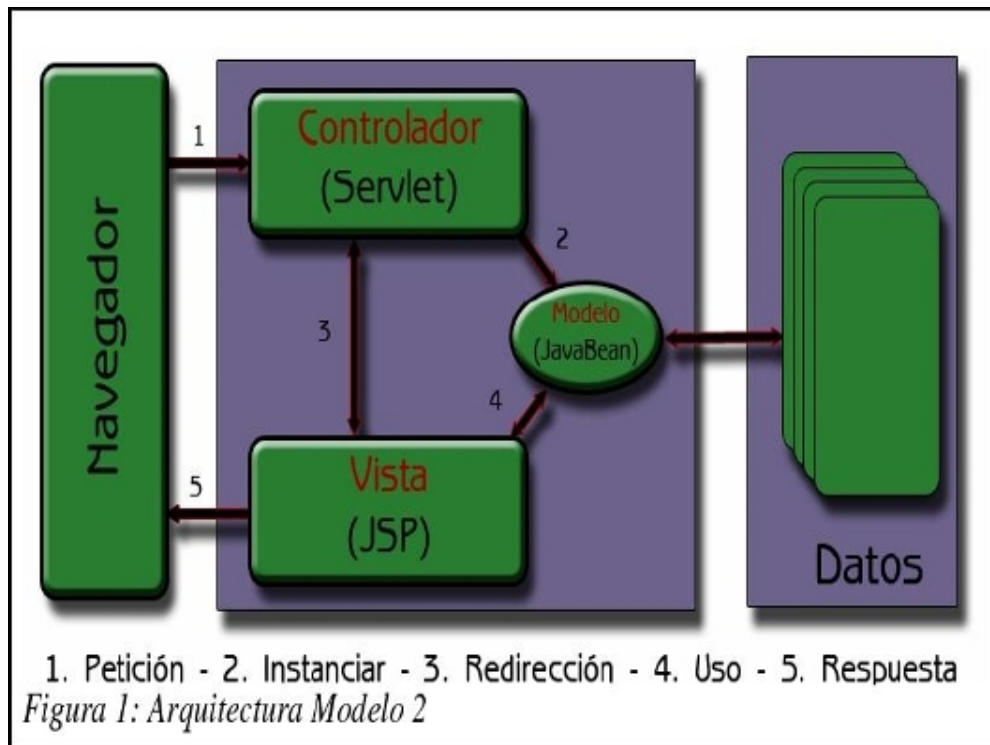 Navegador
1
Controlador
(Servlet)
2
Modelo
(JavaBean)
3
4
Vista
(JSP)
5
Datos
1. Petición - 2. Instanciar - 3. Redirección - 4. Uso - 5. Respuesta
Figura 1: Arquitectura Modelo 2